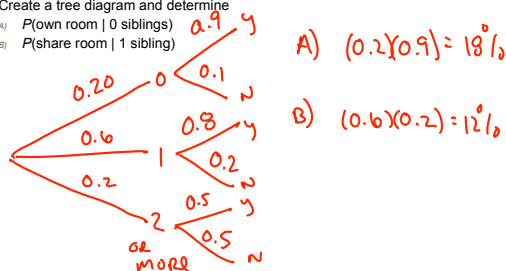 Create a tree diagram and determine
A) P(own room | 0 siblings)
B) P(share room | 1 sibling)
0.20
0
0.9
Y
0.1
N
0.6
1
0.8
Y
0.2
N
0.2
2
OR
MORE
0.5
Y
0.5
N
A) (0.2)(0.9) = 18%
B) (0.6)(0.2) = 12%